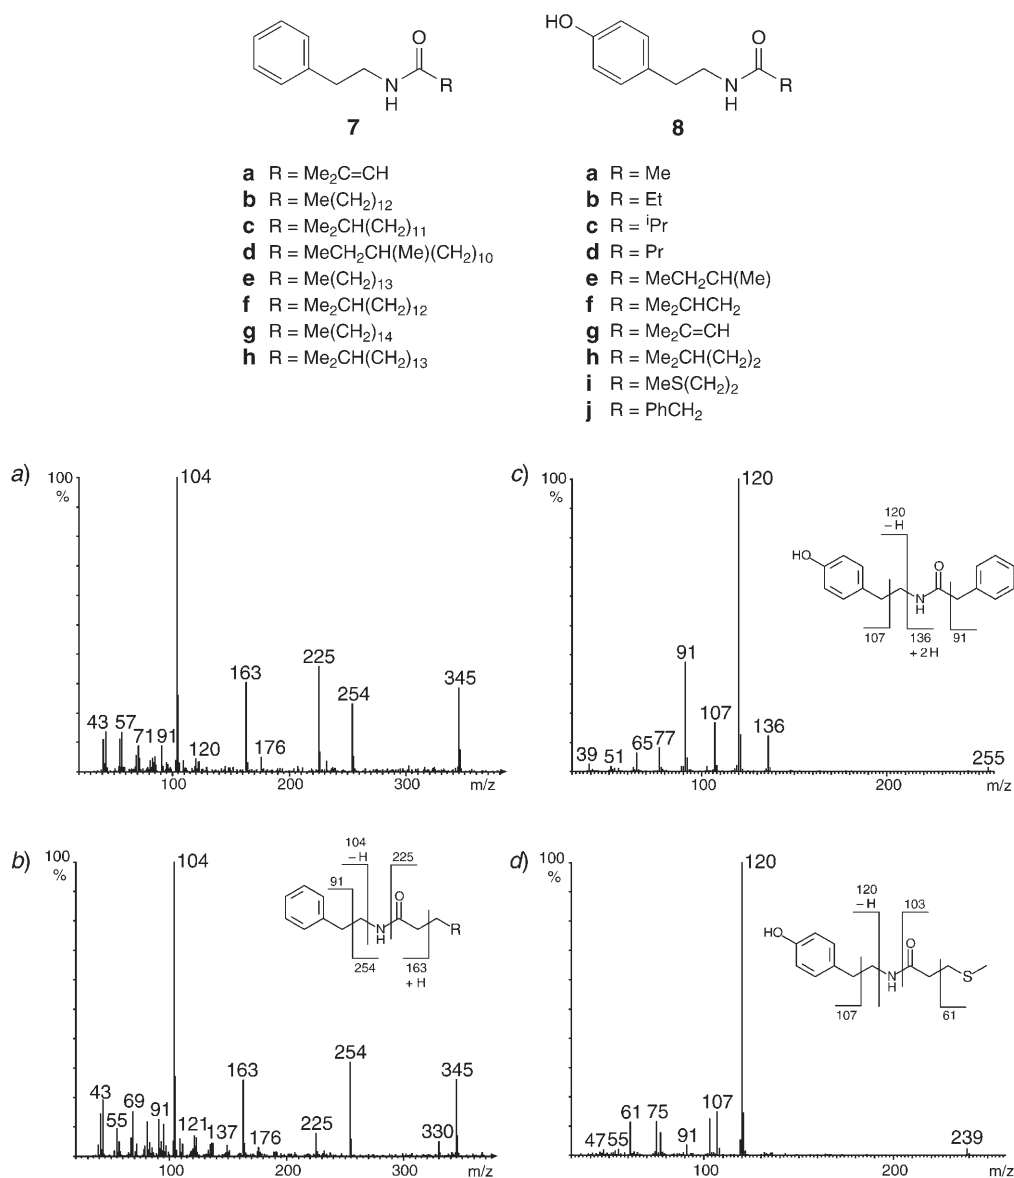 O
N
H
R
7
HO
O
N
H
R
8
a R = Me₂C=CH
b R = Me(CH₂)₁₂
c R = Me₂CH(CH₂)₁₁
d R = MeCH₂CH(Me)(CH₂)₁₀
e R = Me(CH₂)₁₃
f R = Me₂CH(CH₂)₁₂
g R = Me(CH₂)₁₄
h R = Me₂CH(CH₂)₁₃
a R = Me
b R = Et
c R = ⁱPr
d R = Pr
e R = MeCH₂CH(Me)
f R = Me₂CHCH₂
g R = Me₂C=CH
h R = Me₂CH(CH₂)₂
i R = MeS(CH₂)₂
j R = PhCH₂
a)
100
%
104
43
57
71
91
120
163
176
225
254
345
100 200 300 m/z
c)
100
%
120
39
51
65
77
91
107
136
255
100 200 m/z
120
– H
HO
O
N
H
107
136
+ 2 H
91
b)
100
%
104
43
55
69
91
121
137
163
176
225
254
330
345
100 200 300 m/z
104
– H
225
91
O
N
H
R
254
163
+ H
d)
100
%
120
47
55
61
75
91
107
239
100 200 m/z
120
– H
103
HO
O
N
H
S
107
61